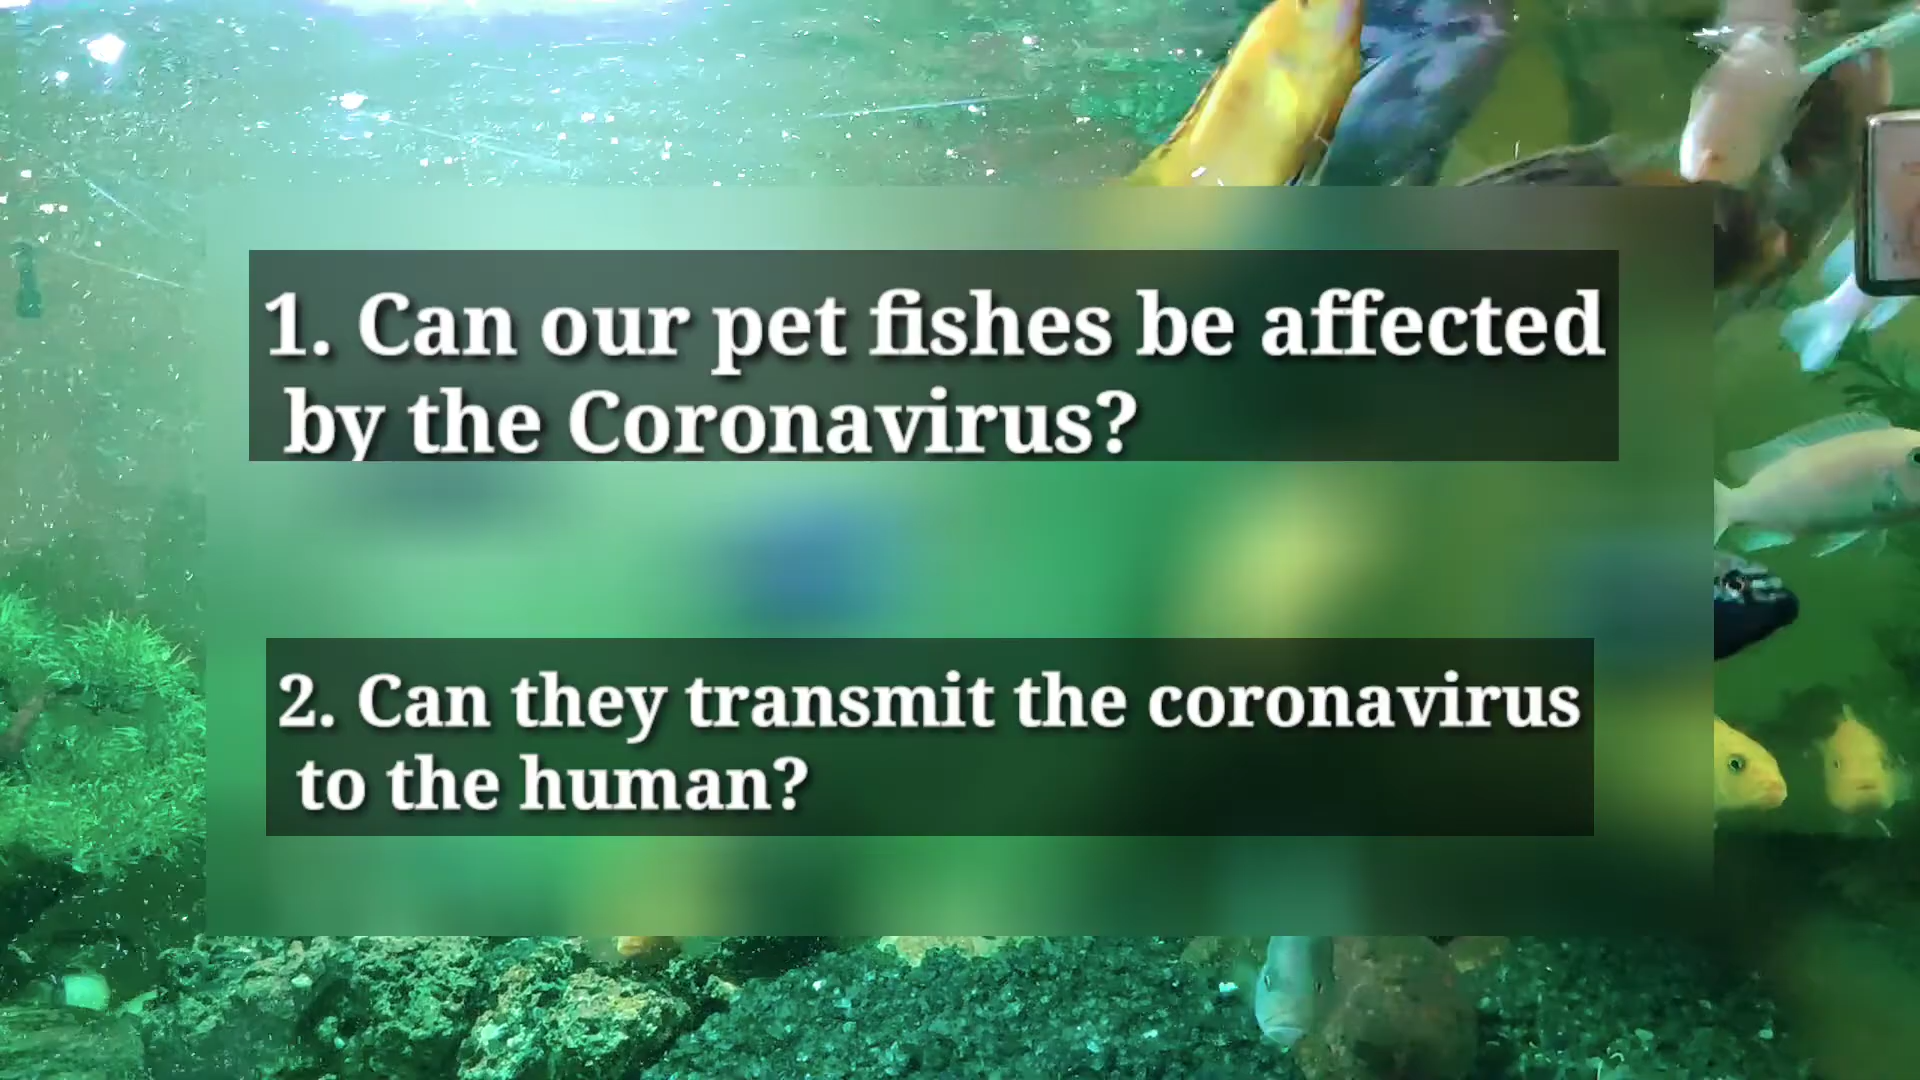 1. Can our pet fishes be affected
by the Coronavirus?
2. Can they transmit the coronavirus
to the human?